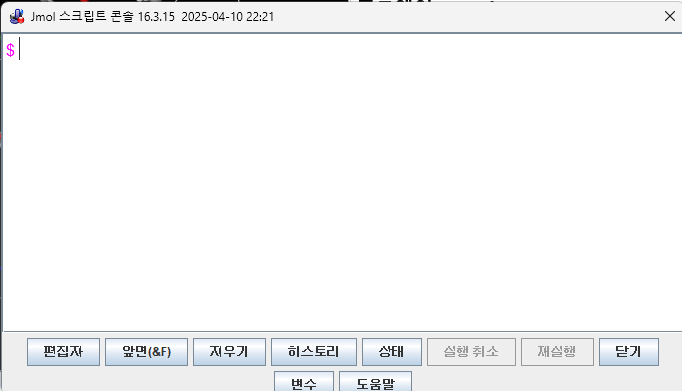 Jmol 스크립트 콘솔 16.3.15 2025-04-10 22:21
$
편집자 앞면(&F) 지우기 히스토리 상태 실행 취소 재실행 닫기
변수 도움말